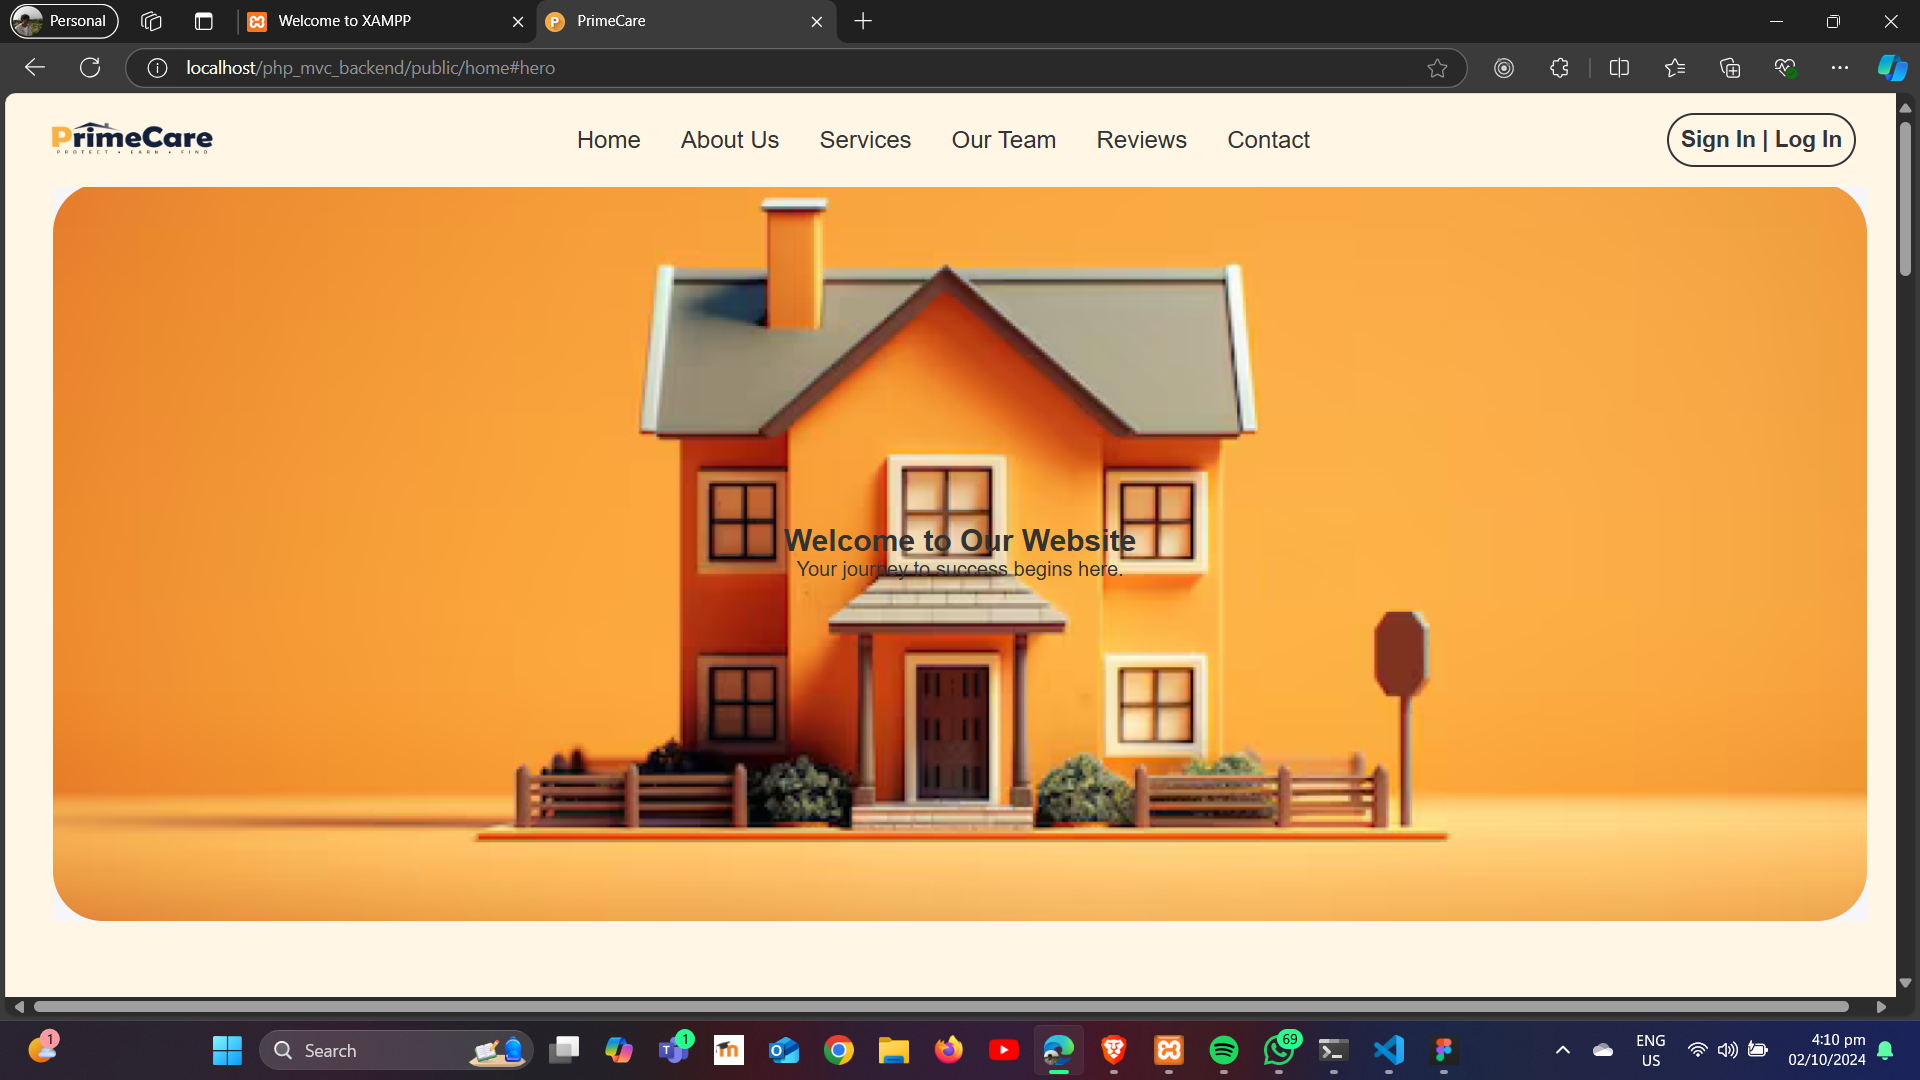 Personal
Welcome to XAMPP
P
PrimeCare
localhost/php_mvc_backend/public/home#hero
PrimeCare
PROTECT • EARN • FIND
Home
About Us
Services
Our Team
Reviews
Contact
Sign In | Log In
Welcome to Our Website
Your journey to success begins here.
1
Search
1
69
ENG
US
4:10 pm
02/10/2024